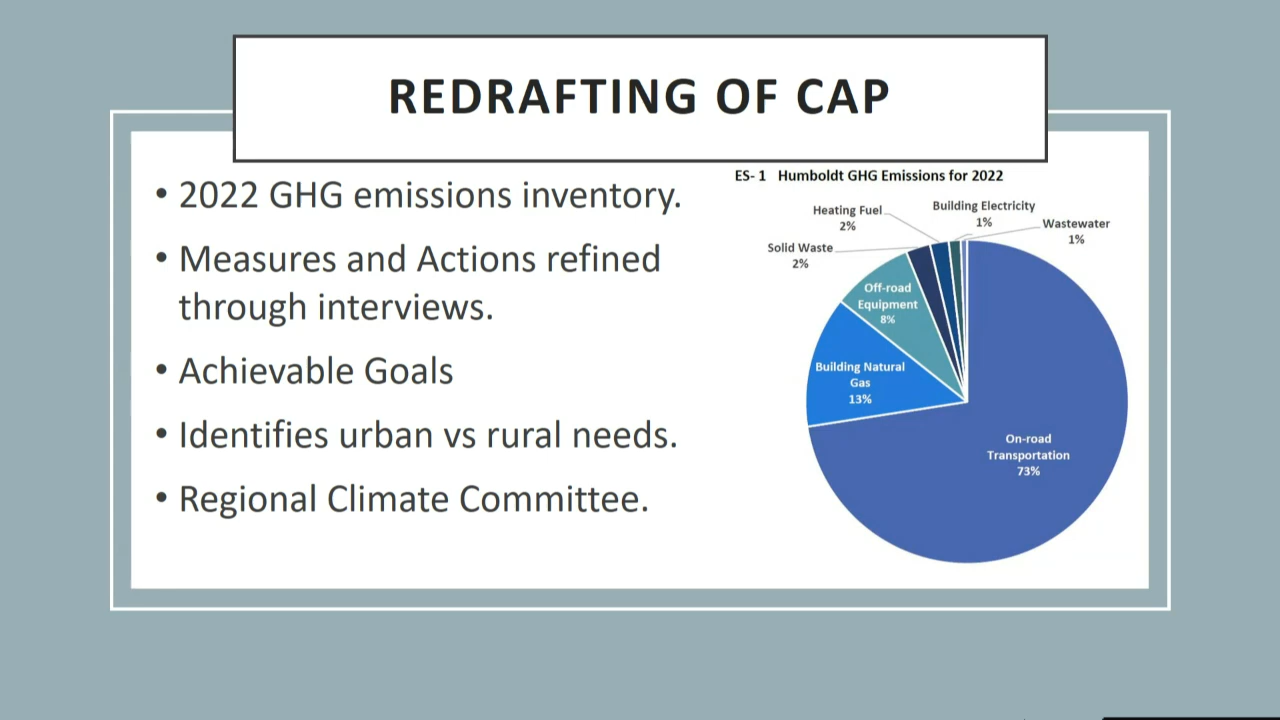 REDRAFTING OF CAP
• 2022 GHG emissions inventory.
• Measures and Actions refined
through interviews.
• Achievable Goals
• Identifies urban vs rural needs.
• Regional Climate Committee.
ES- 1 Humboldt GHG Emissions for 2022
Building Electricity
1%
Heating Fuel
2%
Wastewater
1%
Solid Waste
2%
Off-road
Equipment
8%
Building Natural
Gas
13%
On-road
Transportation
73%